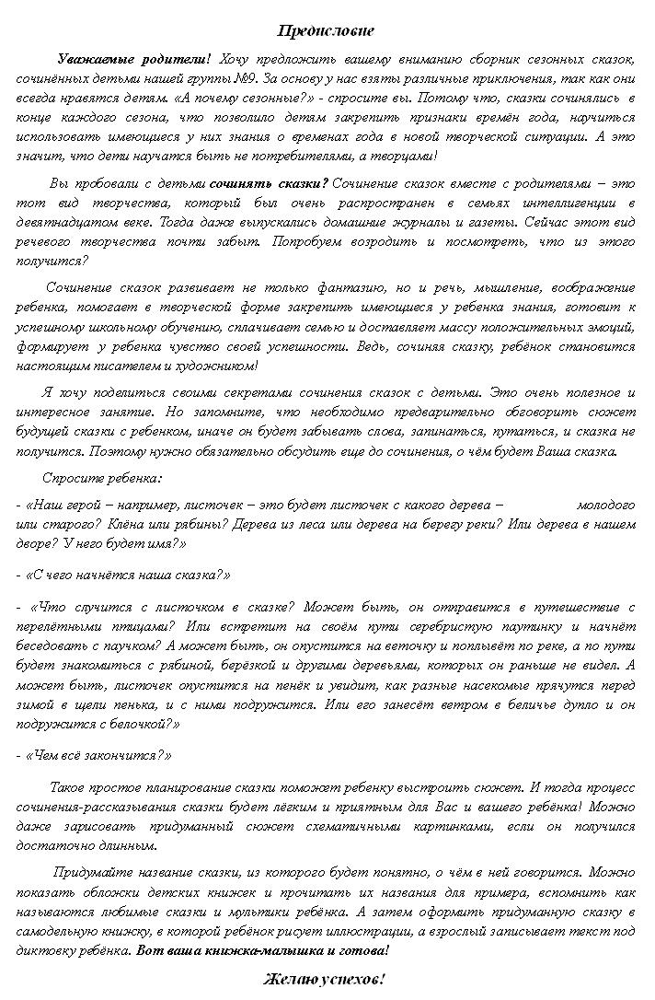 Предисловие
Уважаемые родители! Хочу предложить вашему вниманию сборник сезонных сказок,
сочинённых детьми нашей группы №9. За основу у нас взяты различные приключения, так как они
всегда нравятся детям. «А почему сезонные?» - спросите вы. Потому что, сказки сочинялись в
конце каждого сезона, что позволило детям закрепить признаки времён года, научиться
использовать имеющиеся у них знания о временах года в новой творческой ситуации. А это
значит, что дети научатся быть не потребителями, а творцами!
Вы пробовали с детьми сочинять сказки? Сочинение сказок вместе с родителями – это
тот вид творчества, который был очень распространен в семьях интеллигенции в
девятнадцатом веке. Тогда даже выпускались домашние журналы и газеты. Сейчас этот вид
речевого творчества почти забыт. Попробуем возродить и посмотреть, что из этого
получится?
Сочинение сказок развивает не только фантазию, но и речь, мышление, воображение
ребенка, помогает в творческой форме закрепить имеющиеся у ребенка знания, готовит к
успешному школьному обучению, сплачивает семью и доставляет массу положительных эмоций,
формирует у ребенка чувство своей успешности. Ведь, сочиняя сказку, ребёнок становится
настоящим писателем и художником!
Я хочу поделиться своими секретами сочинения сказок с детьми. Это очень полезное и
интересное занятие. Но запомните, что необходимо предварительно обговорить сюжет
будущей сказки с ребенком, иначе он будет забывать слова, запинаться, путаться, и сказка не
получится. Поэтому нужно обязательно обсудить еще до сочинения, о чём будет Ваша сказка.
Спросите ребенка:
- «Наш герой – например, листочек – это будет листочек с какого дерева – молодого
или старого? Клёна или рябины? Дерева из леса или дерева на берегу реки? Или дерева в нашем
дворе? У него будет имя?»
- «С чего начнётся наша сказка?»
- «Что случится с листочком в сказке? Может быть, он отправится в путешествие с
перелётными птицами? Или встретит на своём пути серебристую паутинку и начнёт
беседовать с паучком? А может быть, он опустится на веточку и поплывёт по реке, а по пути
будет знакомиться с рябиной, берёзкой и другими деревьями, которых он раньше не видел. А
может быть, листочек опустится на пенёк и увидит, как разные насекомые прячутся перед
зимой в щели пенька, и с ними подружится. Или его занесёт ветром в беличье дупло и он
подружится с белочкой?»
- «Чем всё закончится?»
Такое простое планирование сказки поможет ребенку выстроить сюжет. И тогда процесс
сочинения-рассказывания сказки будет лёгким и приятным для Вас и вашего ребёнка! Можно
даже зарисовать придуманный сюжет схематичными картинками, если он получился
достаточно длинным.
Придумайте название сказки, из которого будет понятно, о чём в ней говорится. Можно
показать обложки детских книжек и прочитать их названия для примера, вспомнить как
называются любимые сказки и мультики ребёнка. А затем оформить придуманную сказку в
самодельную книжку, в которой ребёнок рисует иллюстрации, а взрослый записывает текст под
диктовку ребёнка. Вот ваша книжка-малышка и готова!
Желаю успехов!